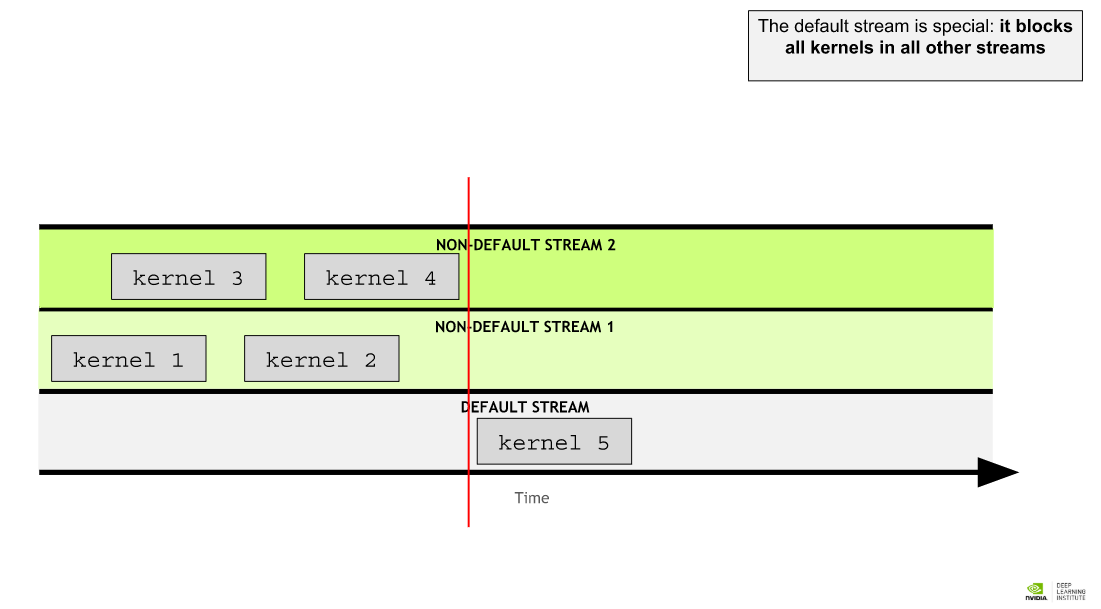 The default stream is special: it blocks
all kernels in all other streams
NON-DEFAULT STREAM 2
kernel 3
kernel 4
NON-DEFAULT STREAM 1
kernel 1
kernel 2
DEFAULT STREAM
kernel 5
Time
NVIDIA
DEEP
LEARNING
INSTITUTE